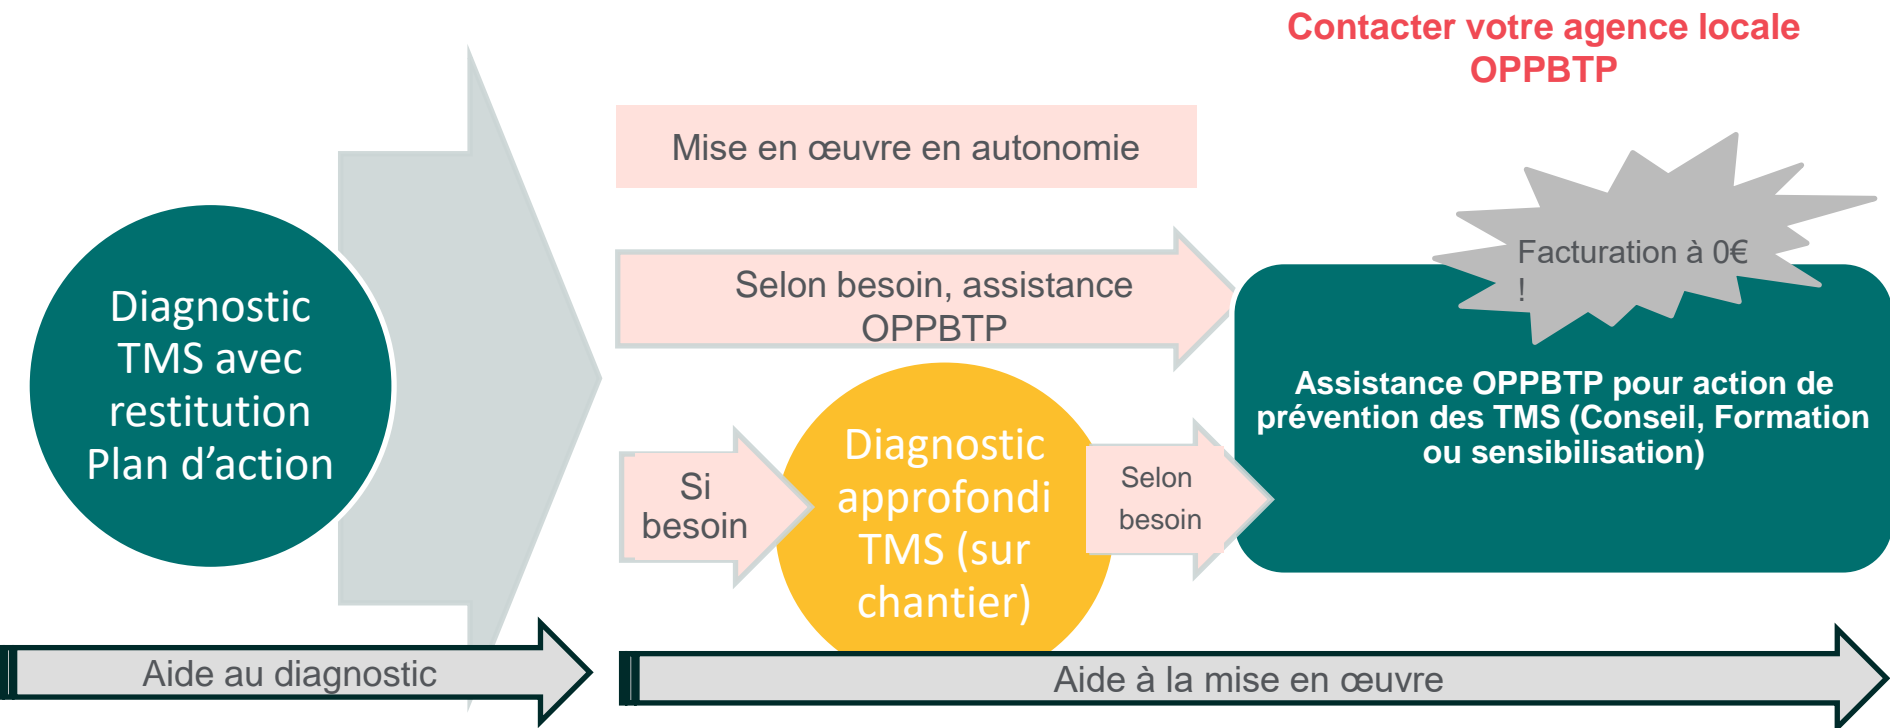 Contacter votre agence locale
OPPBTP
Mise en œuvre en autonomie
Facturation à 0€
!
Selon besoin, assistance
OPPBTP
Diagnostic
TMS avec
restitution
Plan d’action
Assistance OPPBTP pour action de
prévention des TMS (Conseil, Formation
ou sensibilisation)
Si
besoin
Diagnostic
approfondi
TMS (sur
chantier)
Selon
besoin
Aide au diagnostic
Aide à la mise en œuvre